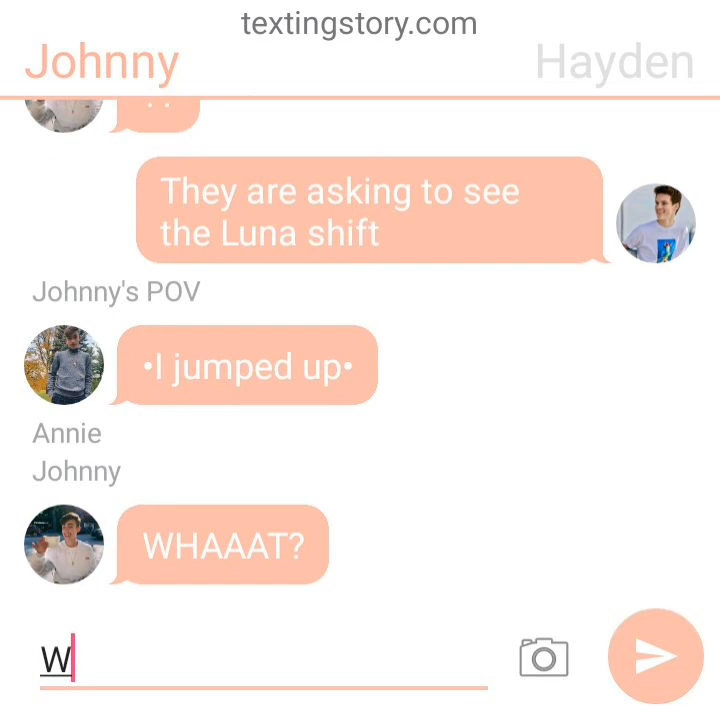 textingstory.com
Johnny
Hayden
. .
They are asking to see
the Luna shift
Johnny's POV
•I jumped up•
Annie
Johnny
WHAAAT?
W